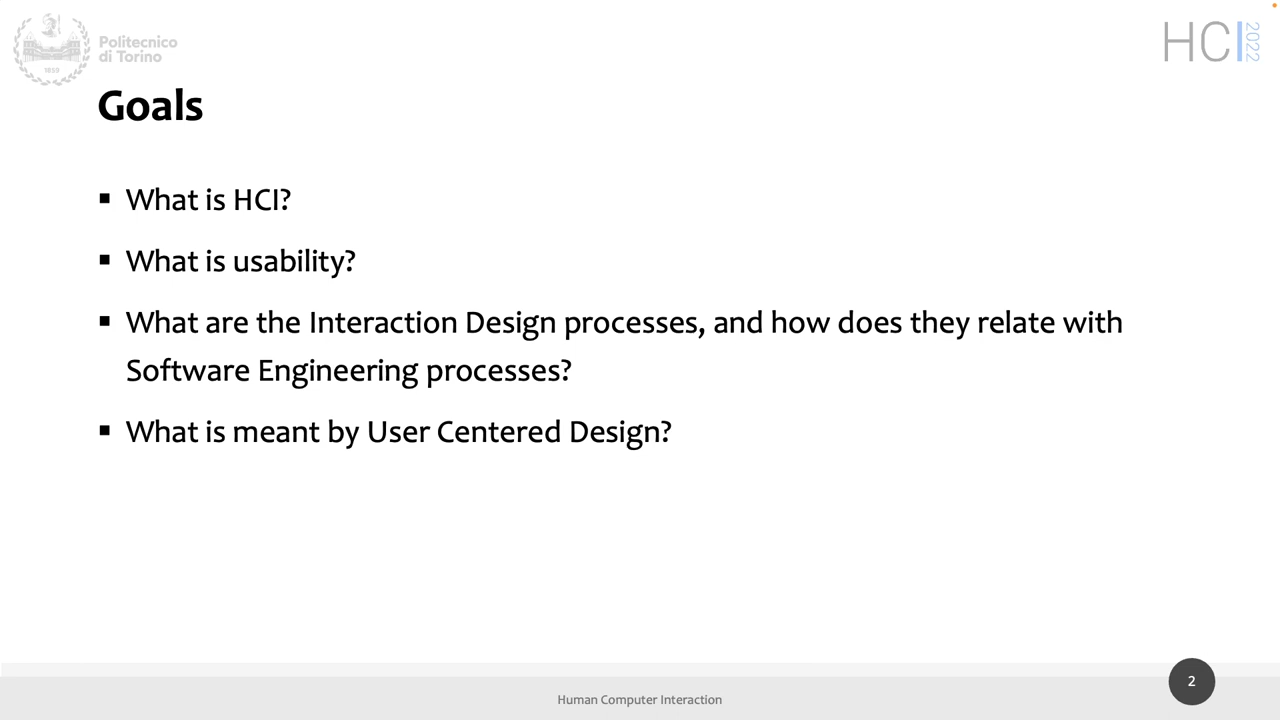 Politecnico
di Torino
1859
HCI
2022
Goals
▪ What is HCI?
▪ What is usability?
▪ What are the Interaction Design processes, and how does they relate with
Software Engineering processes?
▪ What is meant by User Centered Design?
Human Computer Interaction
2